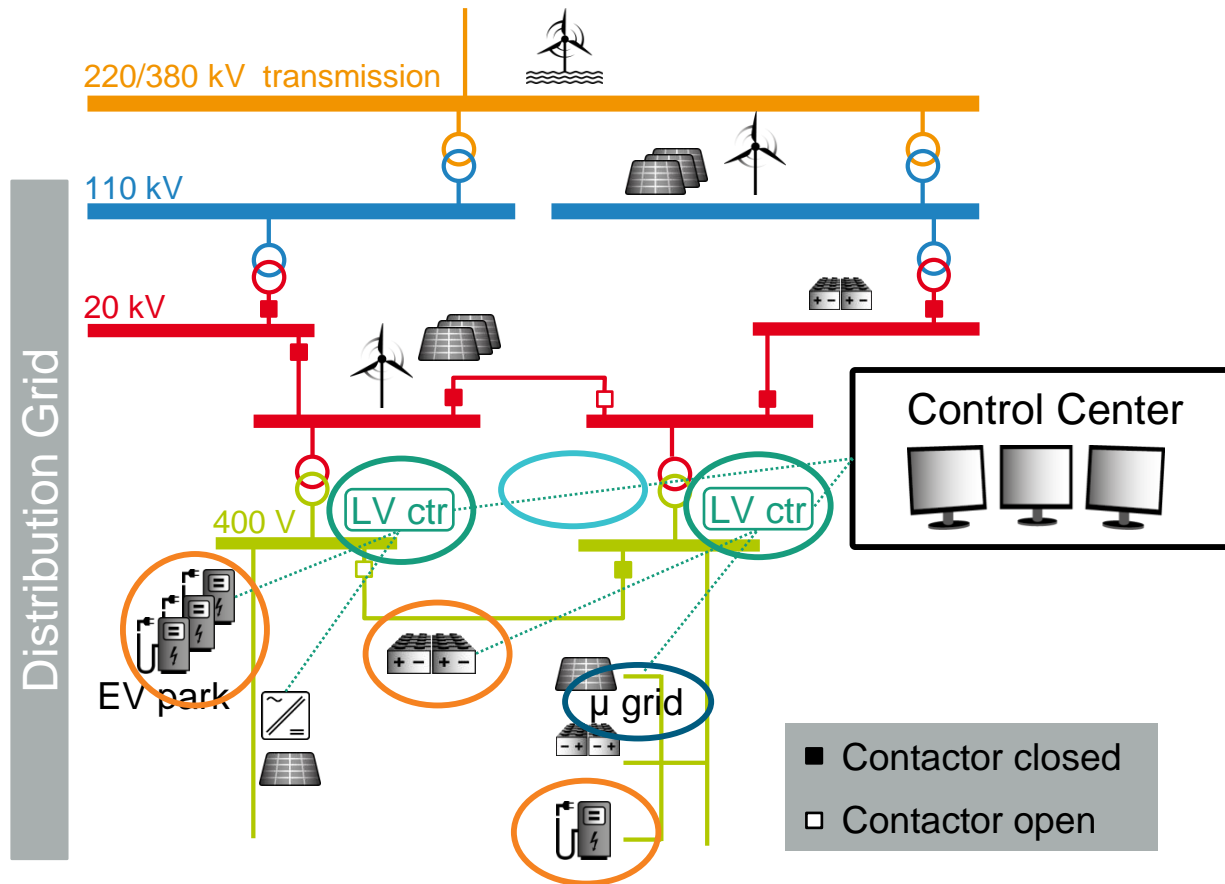 220/380 kV transmission
110 kV
20 kV
Distribution Grid
Control Center
LV ctr
LV ctr
400 V
EV park
µ grid
Contactor closed
Contactor open